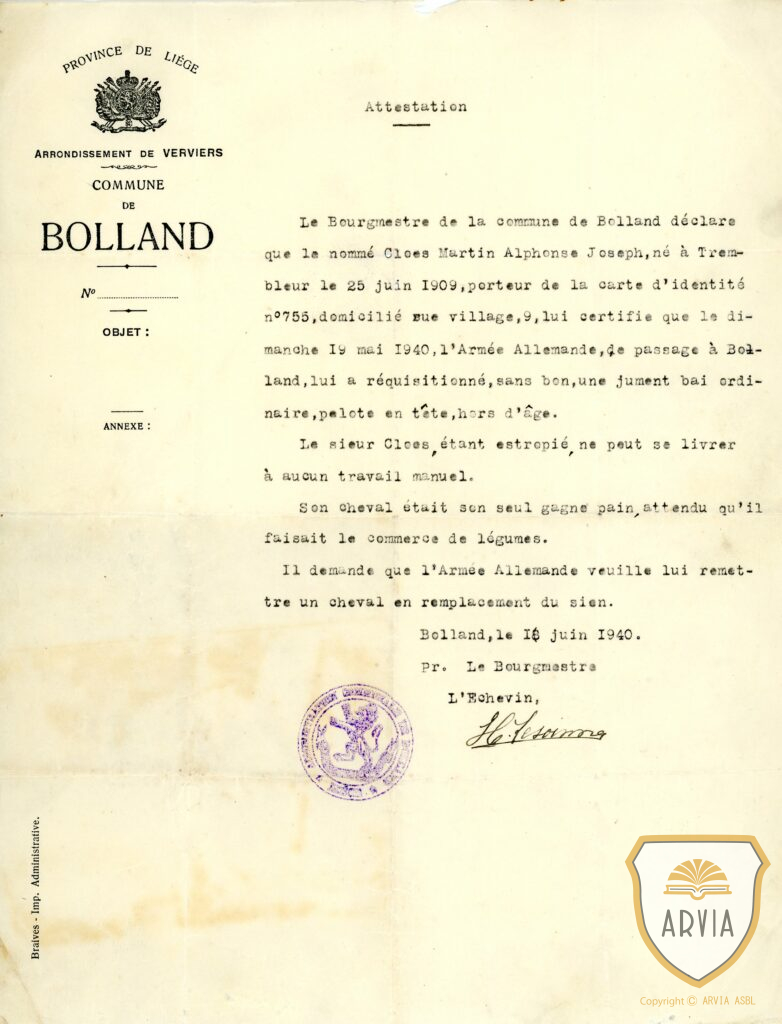 PROVINCE DE LIÉGE
ARRONDISSEMENT DE VERVIERS
COMMUNE
DE
BOLLAND
No
OBJET :
ANNEXE :
Attestation
Le Bourgmestre de la commune de Bolland déclare
que le nommé Cloes Martin Alphonse Joseph,né à Trem-
bleur le 25 juin 1909,porteur de la carte d'identité
n°755,domicilié rue village,9,lui certifie que le di-
manche 19 mai 1940,l'Armée Allemande,de passage à Bol-
land,lui a réquisitionné,sans bon,une jument bai ordi-
naire,pelote en tête,hors d'âge.
Le sieur Cloes,étant estropié,ne peut se livrer
à aucun travail manuel.
Son cheval était son seul gagne pain,attendu qu'il
faisait le commerce de légumes.
Il demande que l'Armée Allemande veuille lui remet-
tre un cheval en remplacement du sien.
Bolland,le juin 1940.
pr. Le Bourgmestre
L'Echevin,
ADMINISTRATION COMMUNALE DE BOLLAND
Braives - Imp. Administrative.
ARVIA
Copyright © ARVIA ASBL